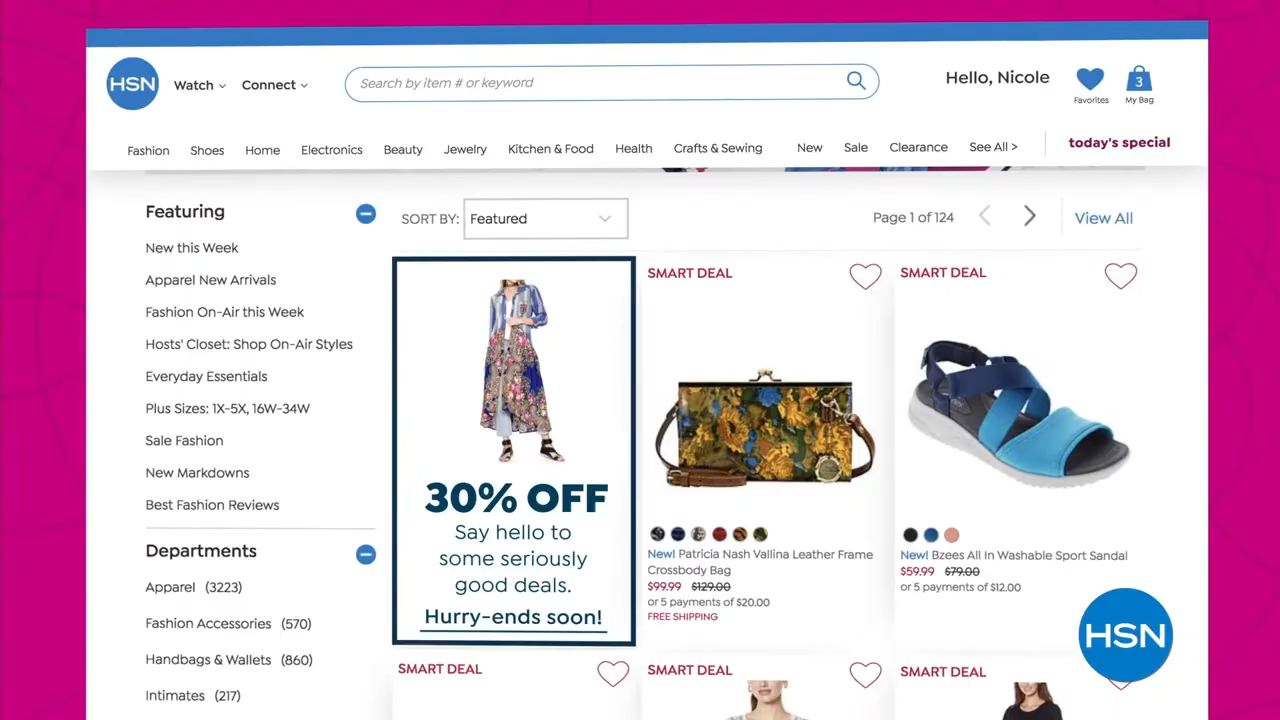 HSN
Watch
Connect
Search by item # or keyword
Hello, Nicole
Favorites
3
My Bag
Fashion
Shoes
Home
Electronics
Beauty
Jewelry
Kitchen & Food
Health
Crafts & Sewing
New
Sale
Clearance
See All >
today's special
Featuring
New this Week
Apparel New Arrivals
Fashion On-Air this Week
Hosts' Closet: Shop On-Air Styles
Everyday Essentials
Plus Sizes: 1X-5X, 16W-34W
Sale Fashion
New Markdowns
Best Fashion Reviews
Departments
Apparel (3223)
Fashion Accessories (570)
Handbags & Wallets (860)
Intimates (217)
SORT BY: Featured
Page 1 of 124
View All
30% OFF
Say hello to
some seriously
good deals.
Hurry-ends soon!
SMART DEAL
New! Patricia Nash Vallina Leather Frame
Crossbody Bag
$99.99 $129.00
or 5 payments of $20.00
FREE SHIPPING
SMART DEAL
New! Bzees All In Washable Sport Sandal
$59.99 $79.00
or 5 payments of $12.00
SMART DEAL
SMART DEAL
SMART DEAL
HSN